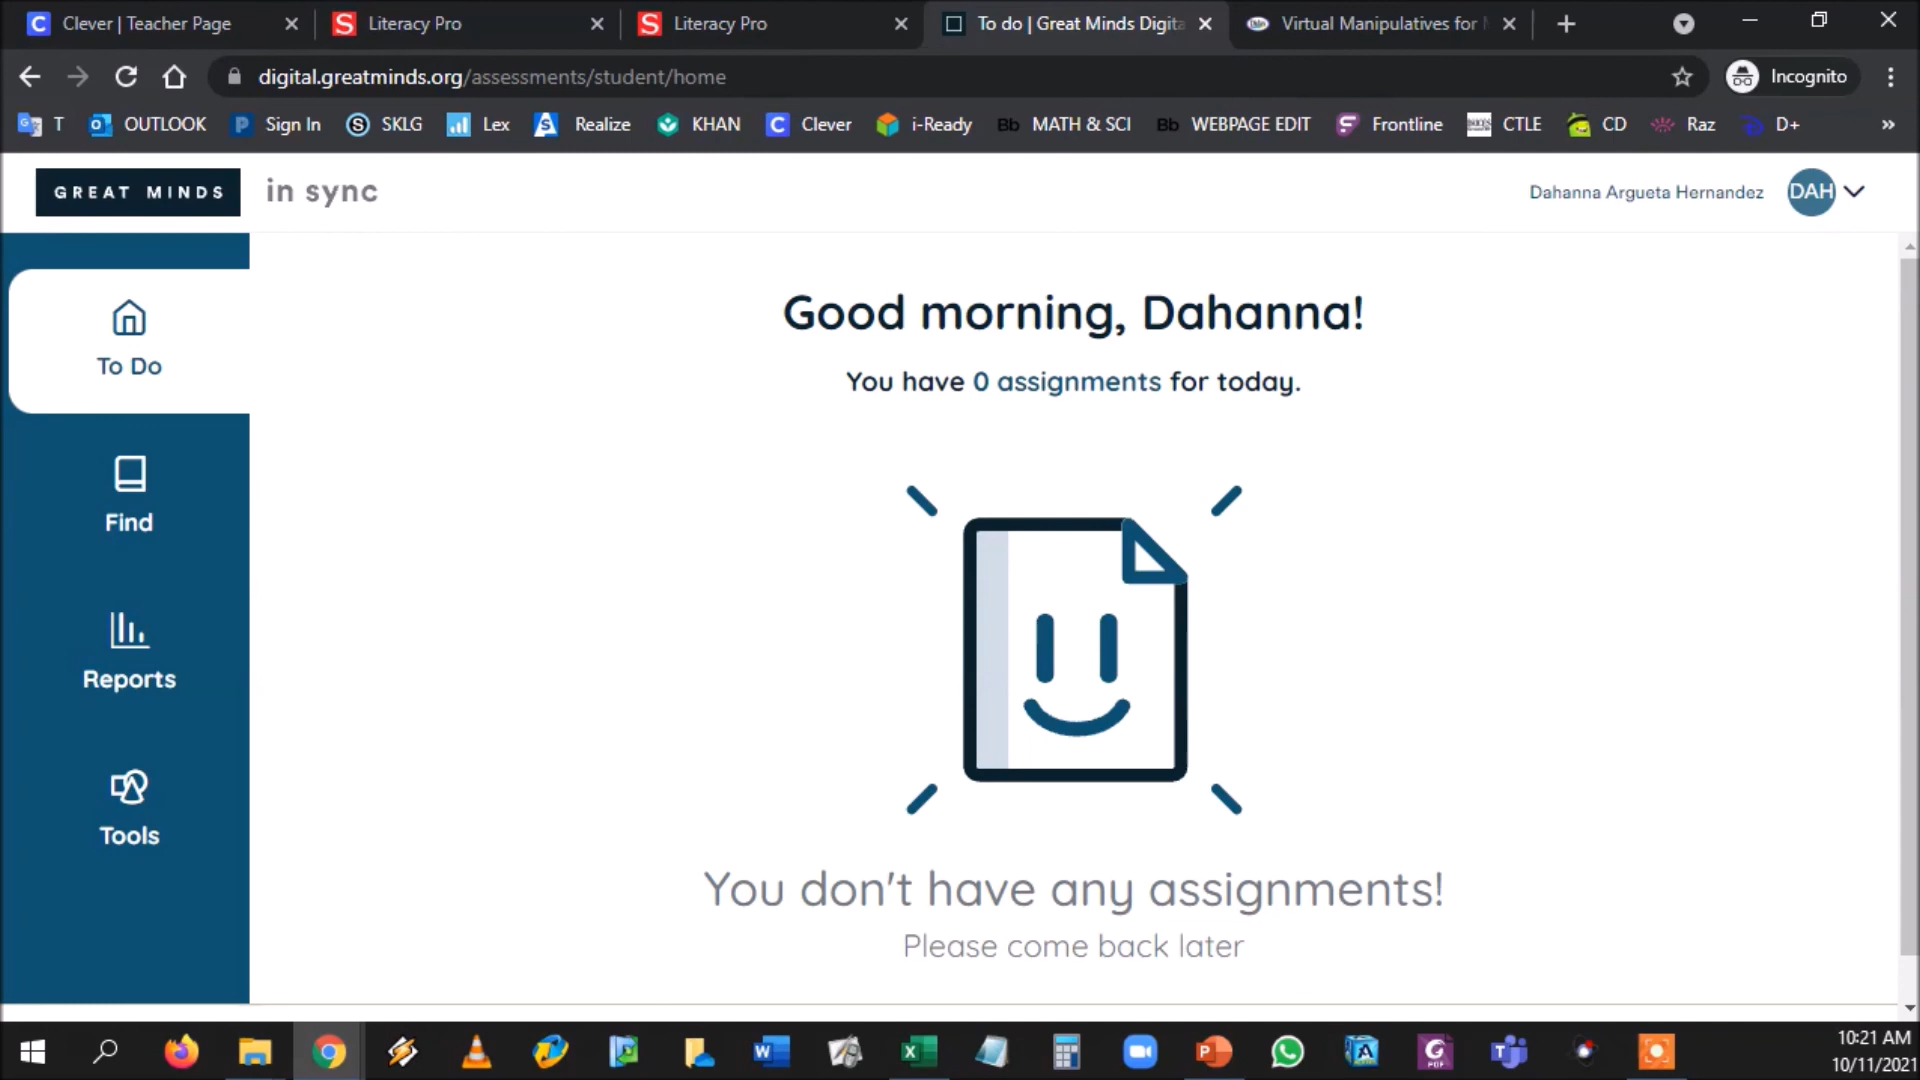 Clever | Teacher Page
Literacy Pro
Literacy Pro
To do | Great Minds Digita
Virtual Manipulatives for
digital.greatminds.org/assessments/student/home
Incognito
T
OUTLOOK
Sign In
SKLG
Lex
Realize
KHAN
Clever
i-Ready
Bb MATH & SCI
Bb WEBPAGE EDIT
Frontline
CTLE
CD
Raz
D+
»
GREAT MINDS
in sync
Dahanna Argueta Hernandez
DAH
To Do
Find
Reports
Tools
Good morning, Dahanna!
You have 0 assignments for today.
You don't have any assignments!
Please come back later
10:21 AM
10/11/2021